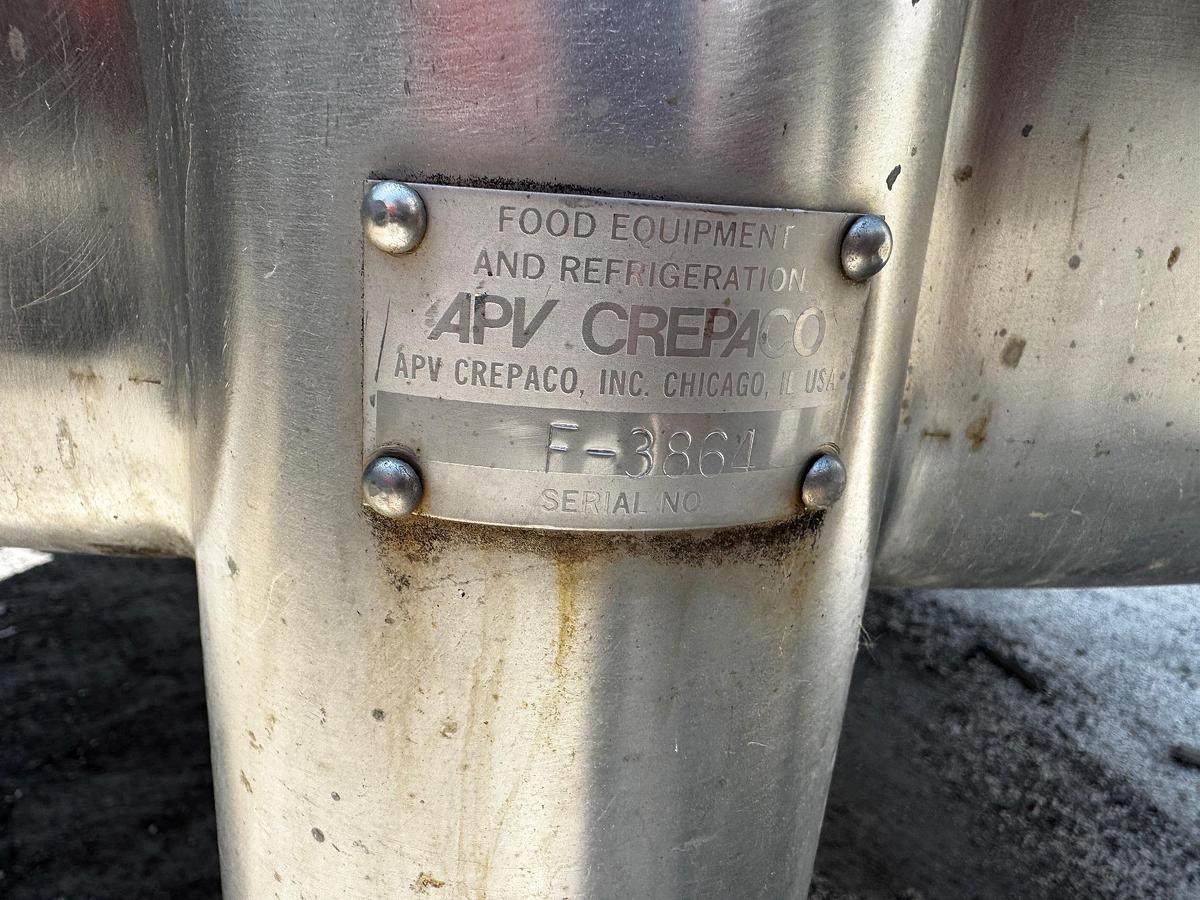 FOOD EQUIPMENT
AND REFRIGERATION
APV CREPACO
APV CREPACO, INC. CHICAGO, IL USA
F-3864
SERIAL NO